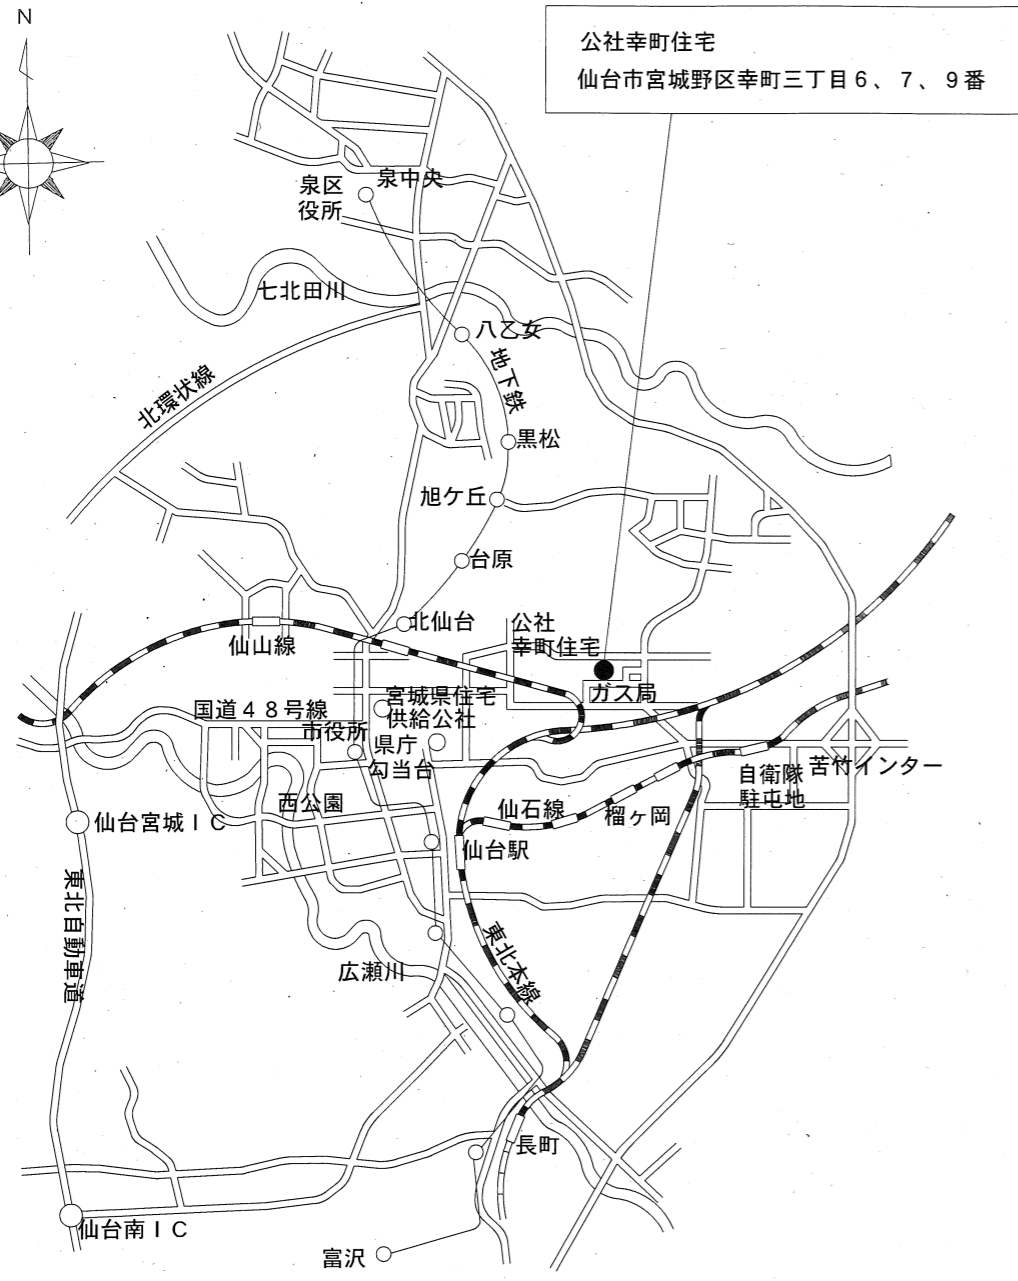 N
公社幸町住宅
仙台市宮城野区幸町三丁目６、７、９番
泉区
役所
泉中央
七北田川
八乙女
地下鉄
北環状線
黒松
旭ケ丘
台原
北仙台
公社
幸町住宅
仙山線
ガス局
宮城県住宅
供給公社
国道４８号線
市役所
県庁
勾当台
自衛隊
駐屯地
苦竹インター
西公園
仙石線
榴ヶ岡
仙台宮城ＩＣ
仙台駅
東北自動車道
東北本線
広瀬川
長町
仙台南ＩＣ
富沢